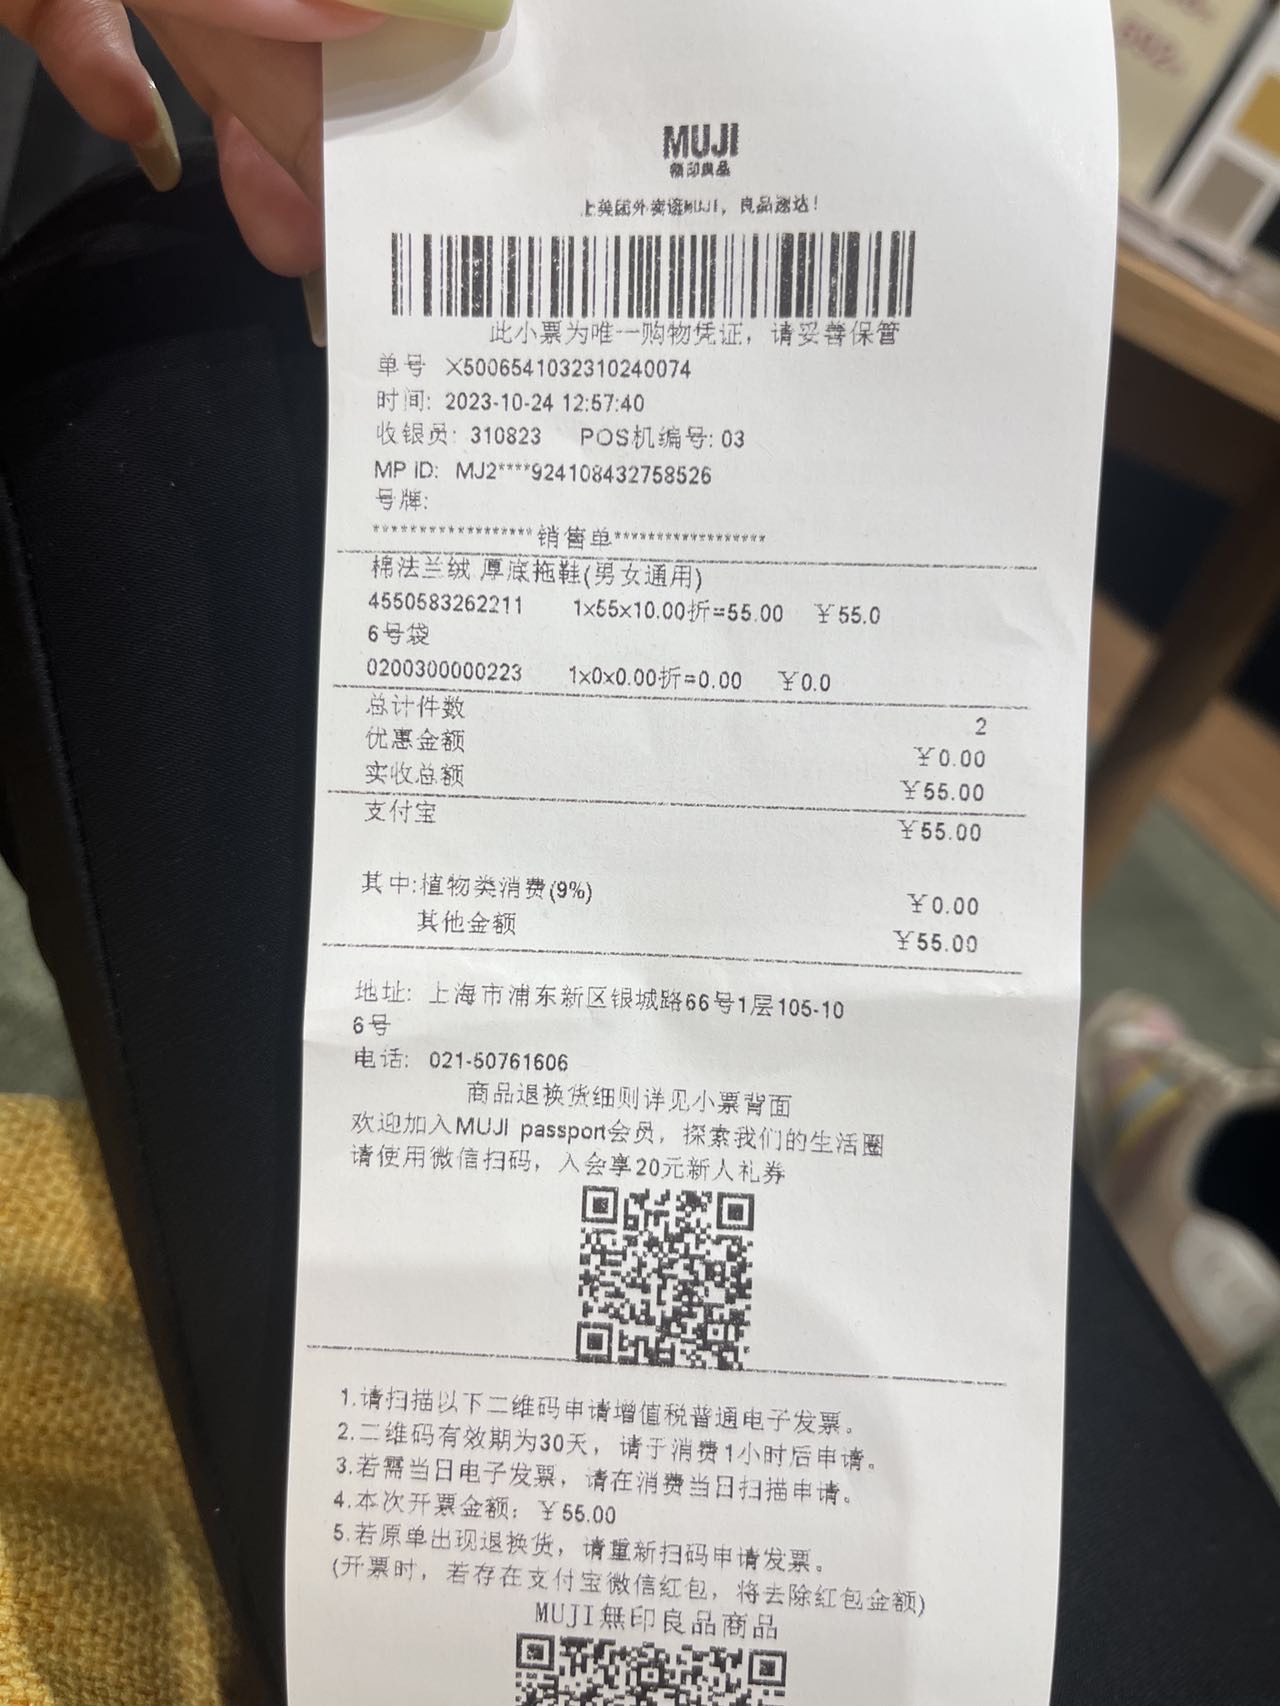 MUJI
無印良品
上美团外卖逛MUJI，良品速达！
此小票为唯一购物凭证，请妥善保管
单号 X5006541032310240074
时间: 2023-10-24 12:57:40
收银员: 310823 POS机编号: 03
MP iD: MJ2****924108432758526
号牌:
******************销售单*****************
棉法兰绒 厚底拖鞋(男女通用)
4550583262211 1x55x10.00折=55.00 ￥55.0
6号袋
0200300000223 1x0x0.00折=0.00 ￥0.0
总计件数 2
优惠金额 ￥0.00
实收总额 ￥55.00
支付宝 ￥55.00
其中:植物类消费(9%) ￥0.00
其他金额 ￥55.00
地址: 上海市浦东新区银城路66号1层105-10
6号
电话: 021-50761606
商品退换货细则详见小票背面
欢迎加入MUJI passport会员，探索我们的生活圈
请使用微信扫码，入会享20元新人礼券
1.请扫描以下二维码申请增值税普通电子发票。
2.二维码有效期为30天，请于消费1小时后申请。
3.若需当日电子发票，请在消费当日扫描申请。
4.本次开票金额: ￥55.00
5.若原单出现退换货，请重新扫码申请发票。
(开票时，若存在支付宝微信红包，将去除红包金额)
MUJI無印良品商品